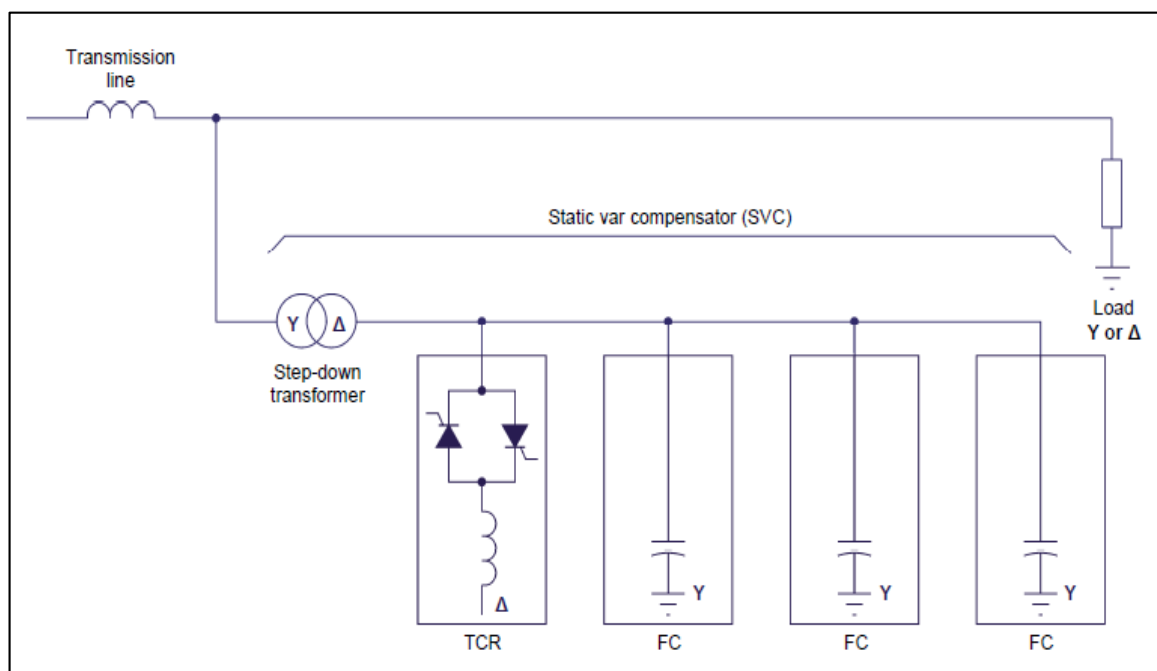 Transmission
line
Static var compensator (SVC)
Load
Y or Δ
Y Δ
Step-down
transformer
Δ
Y
Y
Y
TCR
FC
FC
FC